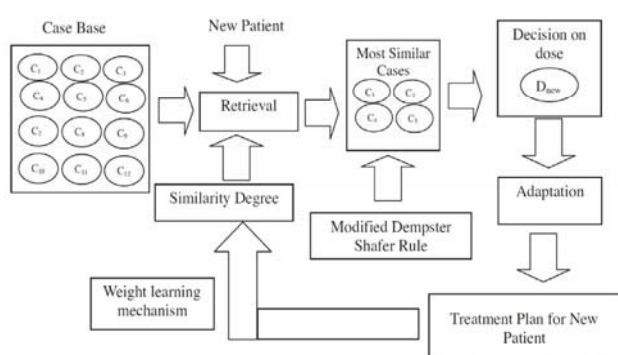 Case Base
C₁ C₂ C₃
C₄ C₅ C₆
C₇ C₈ C₉
C₁₀ C₁₁ C₁₂
New Patient
Retrieval
Similarity Degree
Weight learning
mechanism
Most Similar
Cases
Modified Dempster
Shafer Rule
Decision on
dose
Dₙₑw
Adaptation
Treatment Plan for New
Patient